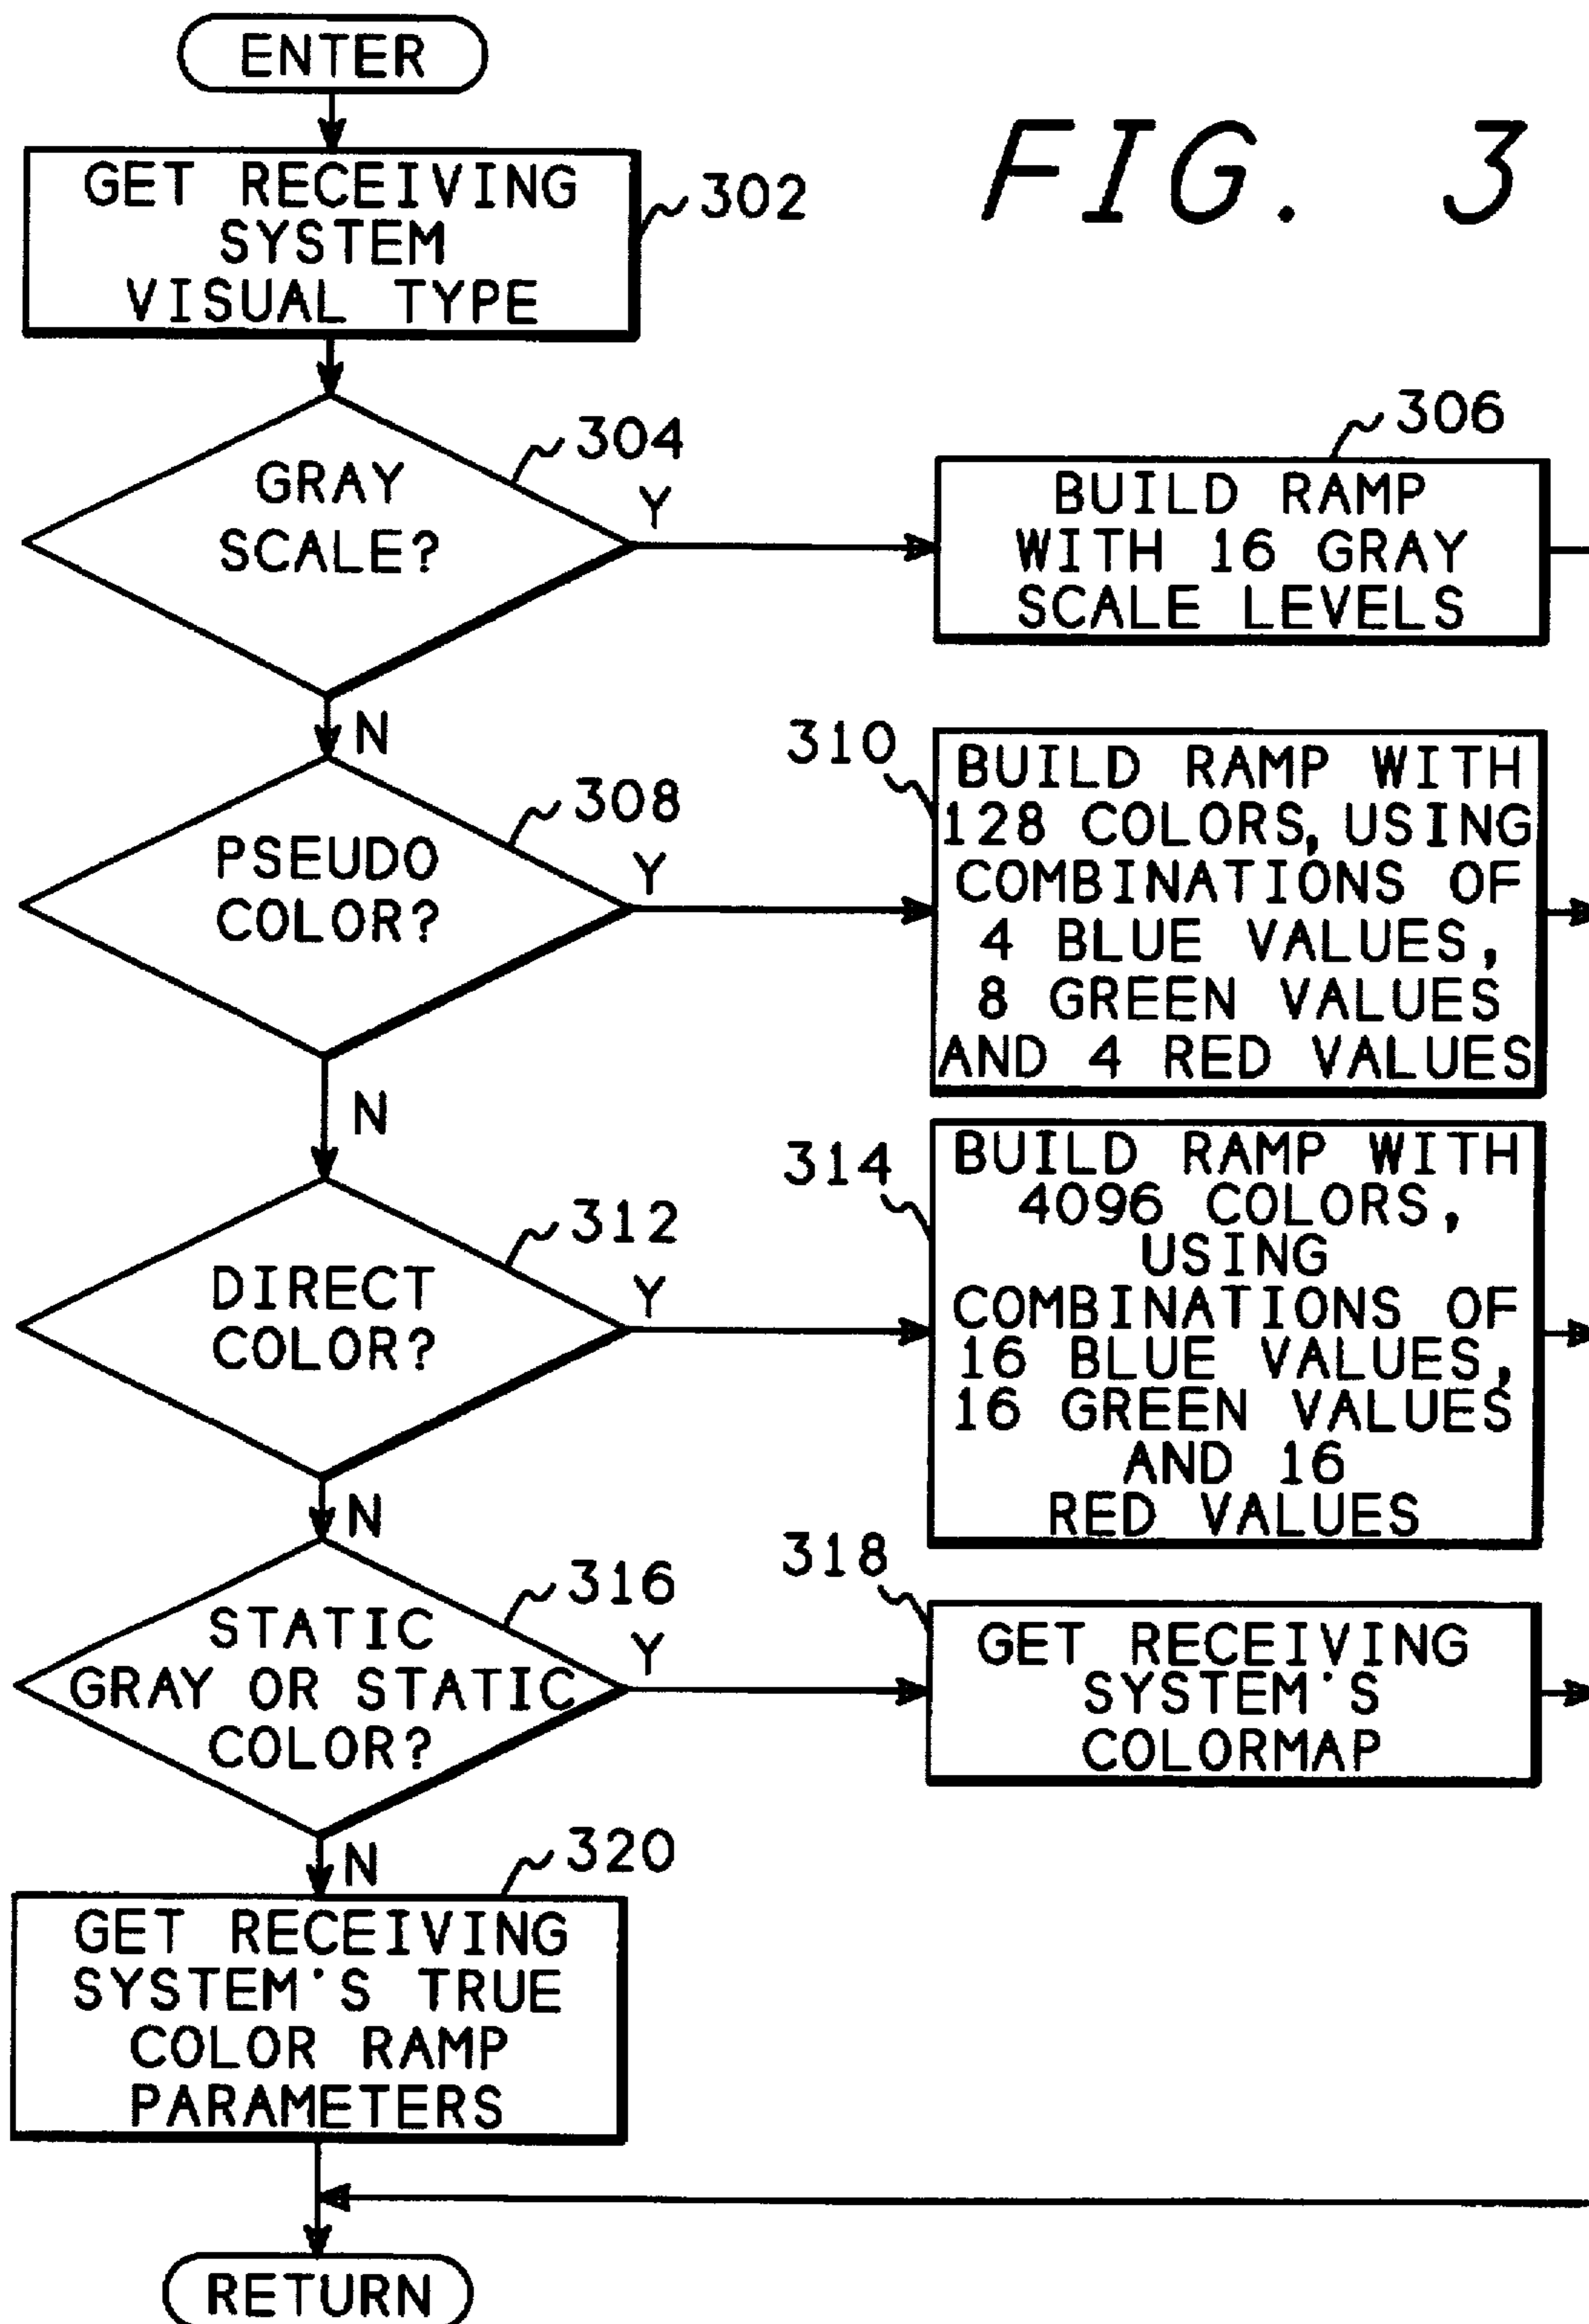 ENTER
FIG. 3
GET RECEIVING
SYSTEM
VISUAL TYPE
302
GRAY
SCALE?
304
Y
306
BUILD RAMP
WITH 16 GRAY
SCALE LEVELS
N
PSEUDO
COLOR?
308
Y
310
BUILD RAMP WITH
128 COLORS, USING
COMBINATIONS OF
4 BLUE VALUES,
8 GREEN VALUES
AND 4 RED VALUES
N
DIRECT
COLOR?
312
Y
314
BUILD RAMP WITH
4096 COLORS,
USING
COMBINATIONS OF
16 BLUE VALUES,
16 GREEN VALUES
AND 16
RED VALUES
N
STATIC
GRAY OR STATIC
COLOR?
316
Y
318
GET RECEIVING
SYSTEM'S
COLORMAP
N
320
GET RECEIVING
SYSTEM'S TRUE
COLOR RAMP
PARAMETERS
RETURN